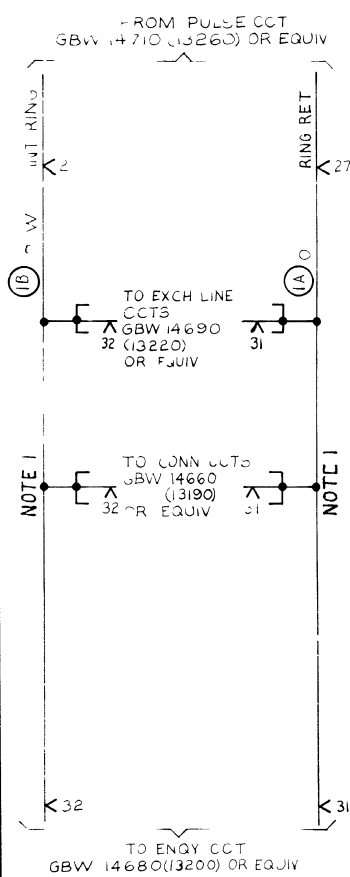 FROM PULSE CCT
GBW 14710 (13260) OR EQUIV
INT RING
RING RET
2
27
W
O
1B
1A
TO EXCH LINE
CCTS
GBW 14690
(13220)
OR EQUIV
32
31
TO CONN CCTS
GBW 14660
(13190)
OR EQUIV
32
31
NOTE 1
NOTE 1
32
31
TO ENQY CCT
GBW 14680(13200) OR EQUIV